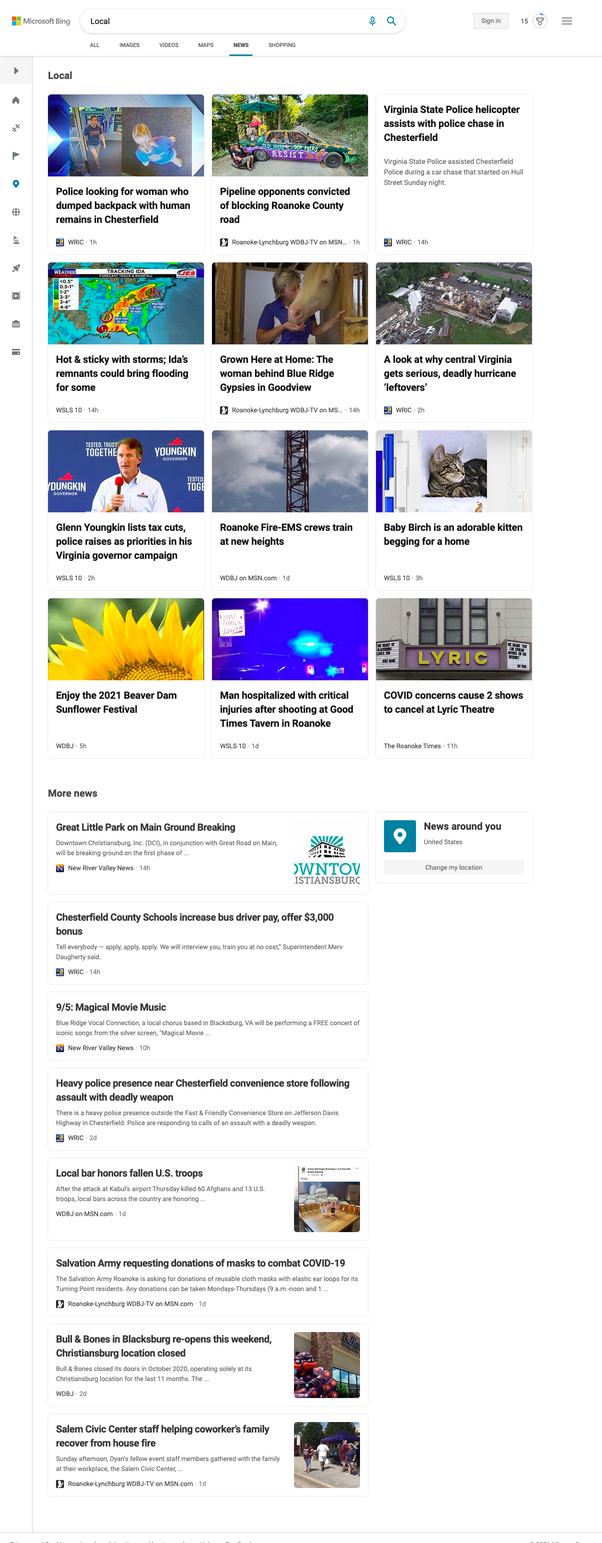 Microsoft Bing
Local
Sign in
15
ALL
IMAGES
VIDEOS
MAPS
NEWS
SHOPPING
Local
Police looking for woman who
dumped backpack with human
remains in Chesterfield
WRIC · 1h
RESIST
Pipeline opponents convicted
of blocking Roanoke County
road
Roanoke-Lynchburg WDBJ-TV on MSN... · 1h
Virginia State Police helicopter
assists with police chase in
Chesterfield
Virginia State Police assisted Chesterfield
Police during a car chase that started on Hull
Street Sunday night.
WRIC · 14h
WEATHER
TRACKING IDA
<0.5"
0.5-1"
1-2"
2-3"
3-4"
4-6"
Hot & sticky with storms; Ida's
remnants could bring flooding
for some
WSLS 10 · 14h
Grown Here at Home: The
woman behind Blue Ridge
Gypsies in Goodview
Roanoke-Lynchburg WDBJ-TV on MS... · 14h
A look at why central Virginia
gets serious, deadly hurricane
'leftovers'
WRIC · 2h
YOUNGKIN
GOVERNOR
Glenn Youngkin lists tax cuts,
police raises as priorities in his
Virginia governor campaign
WSLS 10 · 2h
Roanoke Fire-EMS crews train
at new heights
WDBJ on MSN.com · 1d
Baby Birch is an adorable kitten
begging for a home
WSLS 10 · 3h
Enjoy the 2021 Beaver Dam
Sunflower Festival
WDBJ · 5h
Man hospitalized with critical
injuries after shooting at Good
Times Tavern in Roanoke
WSLS 10 · 1d
LYRIC
COVID concerns cause 2 shows
to cancel at Lyric Theatre
The Roanoke Times · 11h
More news
Great Little Park on Main Ground Breaking
Downtown Christiansburg, Inc. (DCI), in conjunction with Great Road on Main,
will be breaking ground on the first phase of ...
New River Valley News · 14h
OWNTOW
ISTIANSBURG
News around you
United States
Change my location
Chesterfield County Schools increase bus driver pay, offer $3,000
bonus
Tell everybody — apply, apply, apply. We will interview you, train you at no cost," Superintendent Merv
Daugherty said.
WRIC · 14h
9/5: Magical Movie Music
Blue Ridge Vocal Connection, a local chorus based in Blacksburg, VA will be performing a FREE concert of
iconic songs from the silver screen, "Magical Movie ...
New River Valley News · 10h
Heavy police presence near Chesterfield convenience store following
assault with deadly weapon
There is a heavy police presence outside the Fast & Friendly Convenience Store on Jefferson Davis
Highway in Chesterfield. Police are responding to calls of an assault with a deadly weapon.
WRIC · 2d
Local bar honors fallen U.S. troops
After the attack at Kabul's airport Thursday killed 60 Afghans and 13 U.S.
troops, local bars across the country are honoring ...
WDBJ on MSN.com · 1d
Salvation Army requesting donations of masks to combat COVID-19
The Salvation Army Roanoke is asking for donations of reusable cloth masks with elastic ear loops for its
Turning Point residents. Any donations can be taken Mondays-Thursdays (9 a.m.-noon and 1 ...
Roanoke-Lynchburg WDBJ-TV on MSN.com · 1d
Bull & Bones in Blacksburg re-opens this weekend,
Christiansburg location closed
Bull & Bones closed its doors in October 2020, operating solely at its
Christiansburg location for the last 11 months. The ...
WDBJ · 2d
Salem Civic Center staff helping coworker's family
recover from house fire
Sunday afternoon, Dyan's fellow event staff members gathered with the family
at their workplace, the Salem Civic Center, ...
Roanoke-Lynchburg WDBJ-TV on MSN.com · 1d